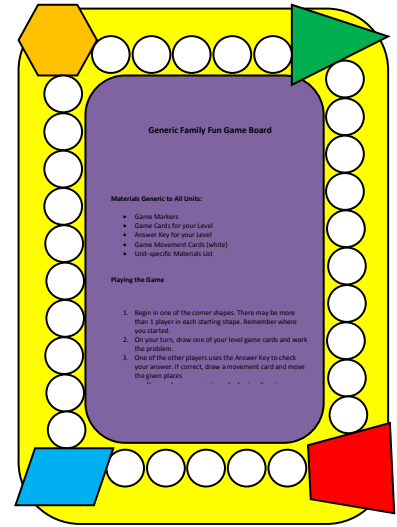 Generic Family Fun Game Board
Materials Generic to All Units:
• Game Markers
• Game Cards for your Level
• Answer Key for your Level
• Game Movement Cards (white)
• Unit-specific Materials List
Playing the Game
1. Begin in one of the corner shapes. There may be more
than 1 player in each starting shape. Remember where
you started.
2. On your turn, draw one of your level game cards and work
the problem.
3. One of the other players uses the Answer Key to check
your answer. If correct, draw a movement card and move
the given places